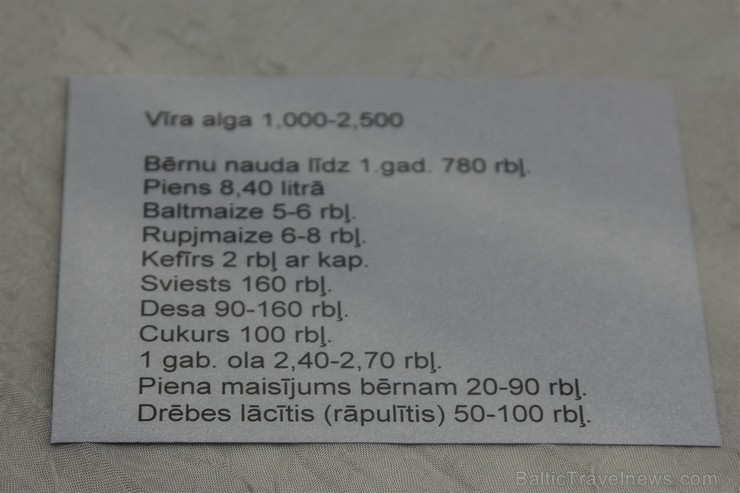 Vīra alga 1,000-2,500
Bērnu nauda līdz 1.gad. 780 rbļ.
Piens 8,40 litrā
Baltmaize 5-6 rbļ.
Rupjmaize 6-8 rbļ.
Kefīrs 2 rbļ ar kap.
Sviests 160 rbļ.
Desa 90-160 rbļ.
Cukurs 100 rbļ.
1 gab. ola 2,40-2,70 rbļ.
Piena maisījums bērnam 20-90 rbļ.
Drēbes lācītis (rāpulītis) 50-100 rbļ.
BalticTravelnews.com